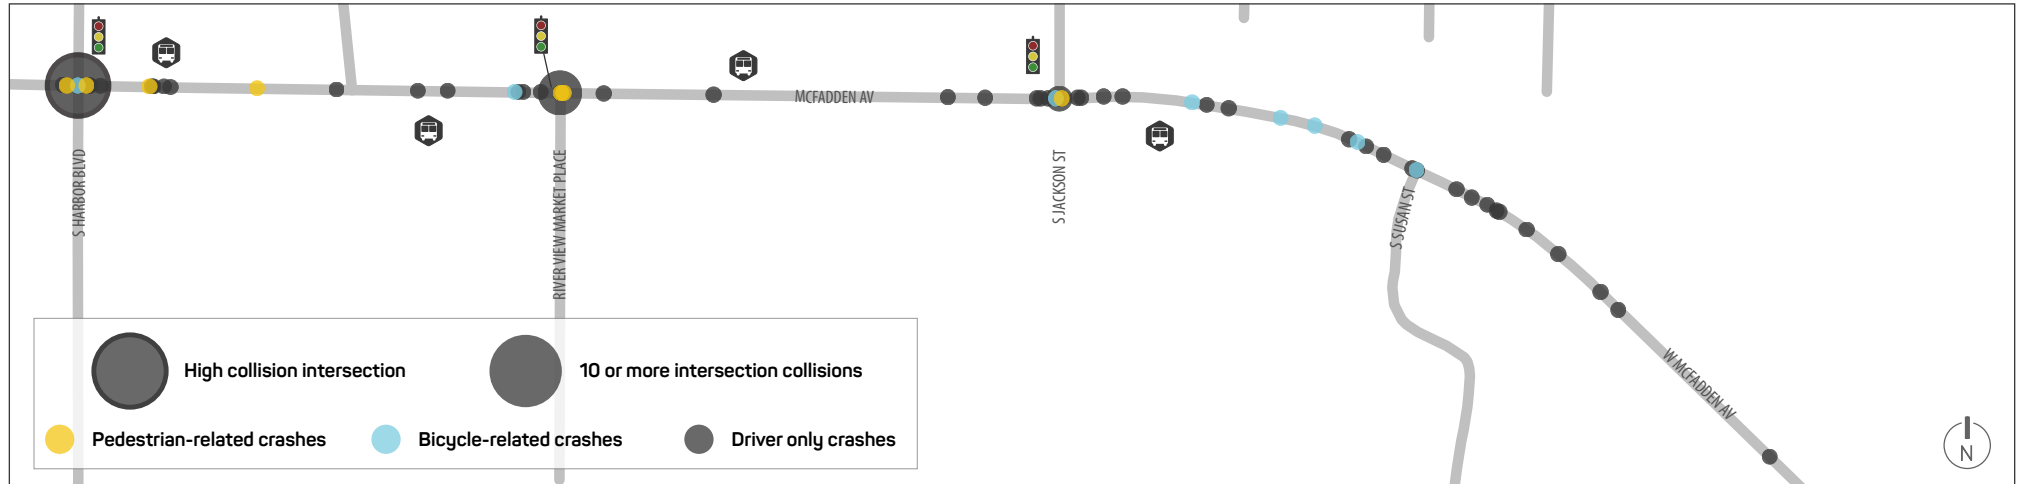 S HARBOR BLVD
RIVER VIEW MARKET PLACE
MCFADDEN AV
S JACKSON ST
S SUSAN ST
W MCFADDEN AV
High collision intersection
10 or more intersection collisions
Pedestrian-related crashes
Bicycle-related crashes
Driver only crashes
N